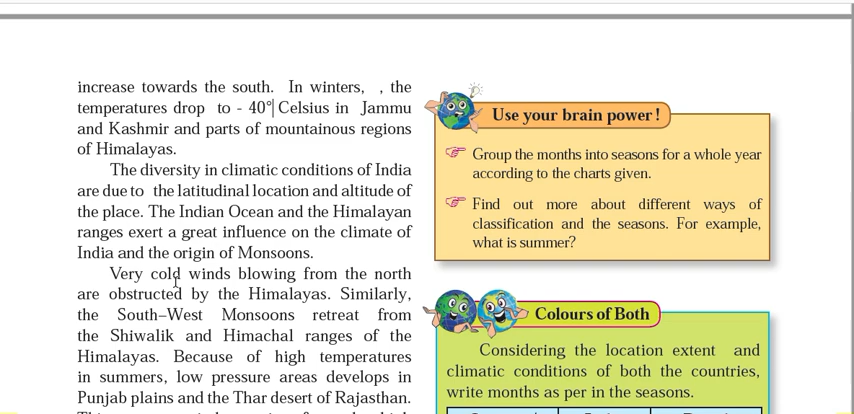 increase towards the south. In winters, , the
temperatures drop to - 40° Celsius in Jammu
and Kashmir and parts of mountainous regions
of Himalayas.
The diversity in climatic conditions of India
are due to the latitudinal location and altitude of
the place. The Indian Ocean and the Himalayan
ranges exert a great influence on the climate of
India and the origin of Monsoons.
Very cold winds blowing from the north
are obstructed by the Himalayas. Similarly,
the South–West Monsoons retreat from
the Shiwalik and Himachal ranges of the
Himalayas. Because of high temperatures
in summers, low pressure areas develops in
Punjab plains and the Thar desert of Rajasthan.
Use your brain power !
Group the months into seasons for a whole year
according to the charts given.
Find out more about different ways of
classification and the seasons. For example,
what is summer?
Colours of Both
Considering the location extent and
climatic conditions of both the countries,
write months as per in the seasons.